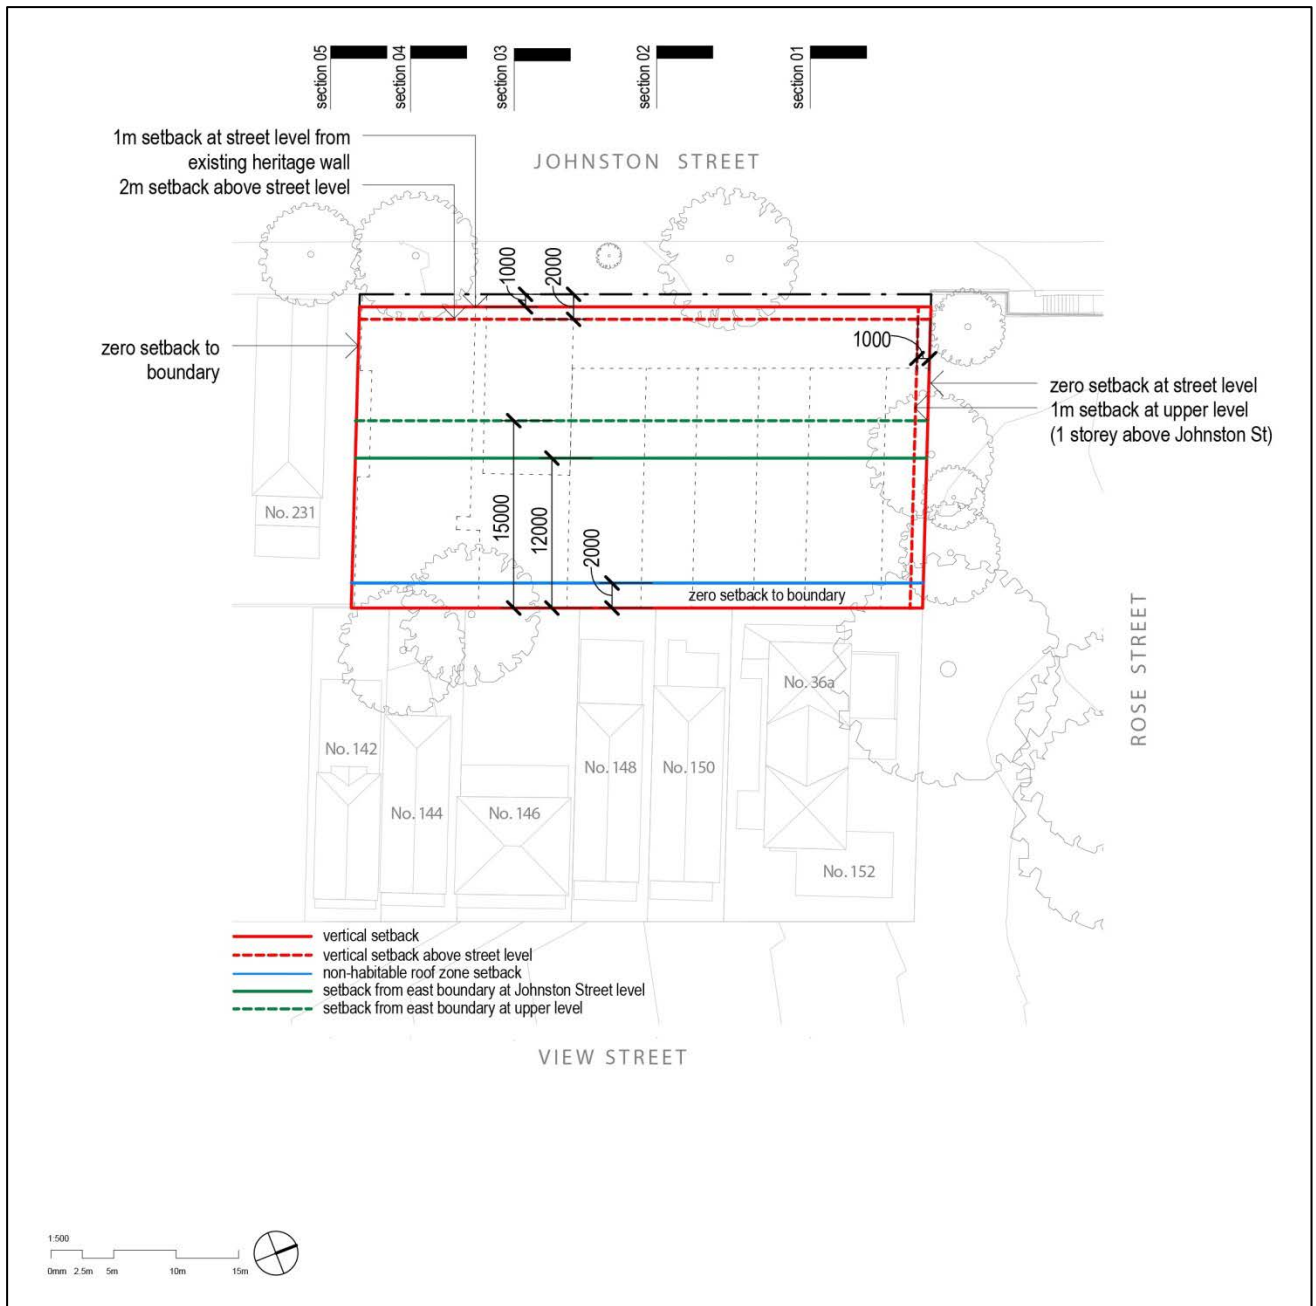 section 05
section 04
section 03
section 02
section 01
JOHNSTON STREET
1m setback at street level from
existing heritage wall
2m setback above street level
1000
2000
zero setback to
boundary
1000
zero setback at street level
1m setback at upper level
(1 storey above Johnston St)
No. 231
15000
12000
2000
zero setback to boundary
ROSE STREET
No. 36a
No. 142
No. 148
No. 150
No. 144
No. 146
No. 152
vertical setback
vertical setback above street level
non-habitable roof zone setback
setback from east boundary at Johnston Street level
setback from east boundary at upper level
VIEW STREET
1:500
0mm 2.5m 5m 10m 15m